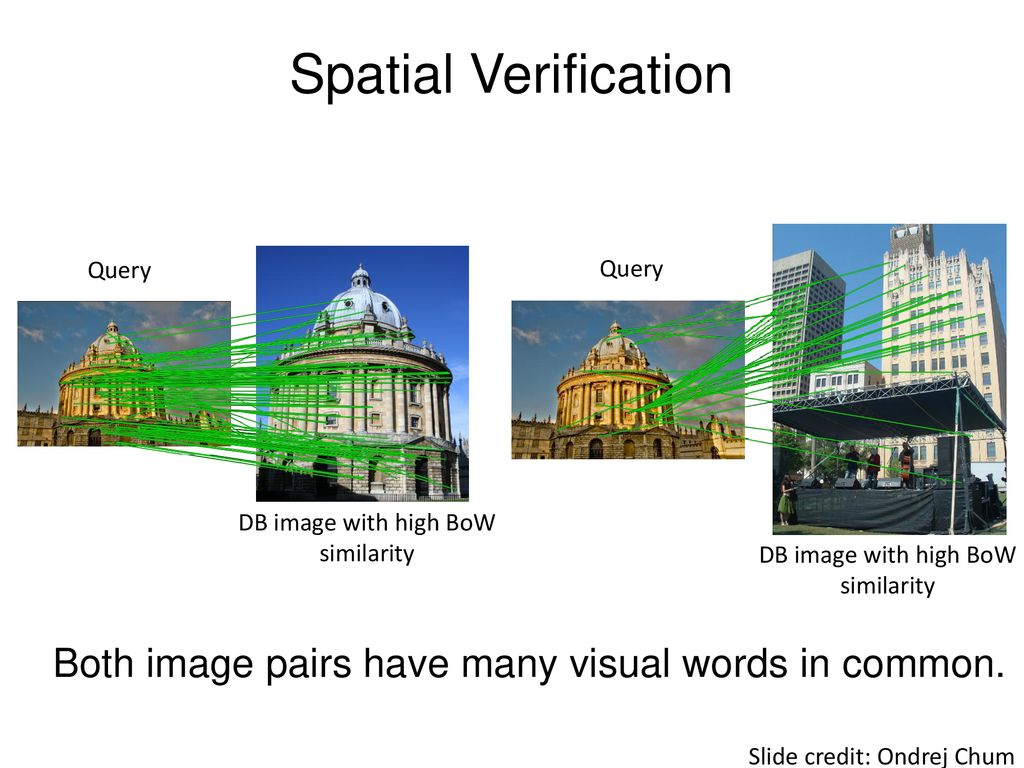 Spatial Verification
Query
Query
DB image with high BoW
similarity
DB image with high BoW
similarity
Both image pairs have many visual words in common.
Slide credit: Ondrej Chum